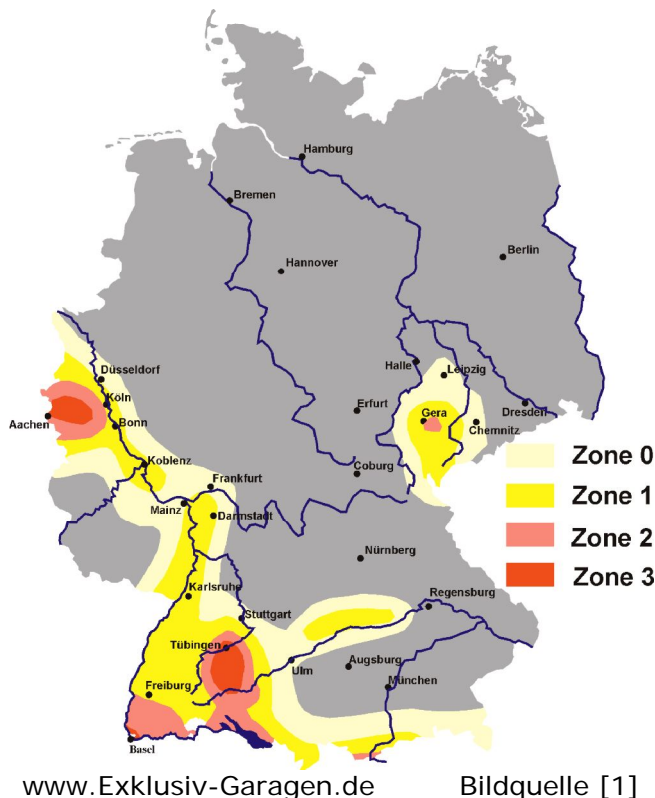 Hamburg
Bremen
Berlin
Hannover
Düsseldorf
Halle
Leipzig
Köln
Aachen
Bonn
Erfurt
Gera
Dresden
Chemnitz
Koblenz
Frankfurt
Coburg
Mainz
Darmstadt
Zone 0
Zone 1
Zone 2
Zone 3
Nürnberg
Karlsruhe
Regensburg
Stuttgart
Tübingen
Ulm
Augsburg
München
Freiburg
Basel
www.Exklusiv-Garagen.de Bildquelle [1]